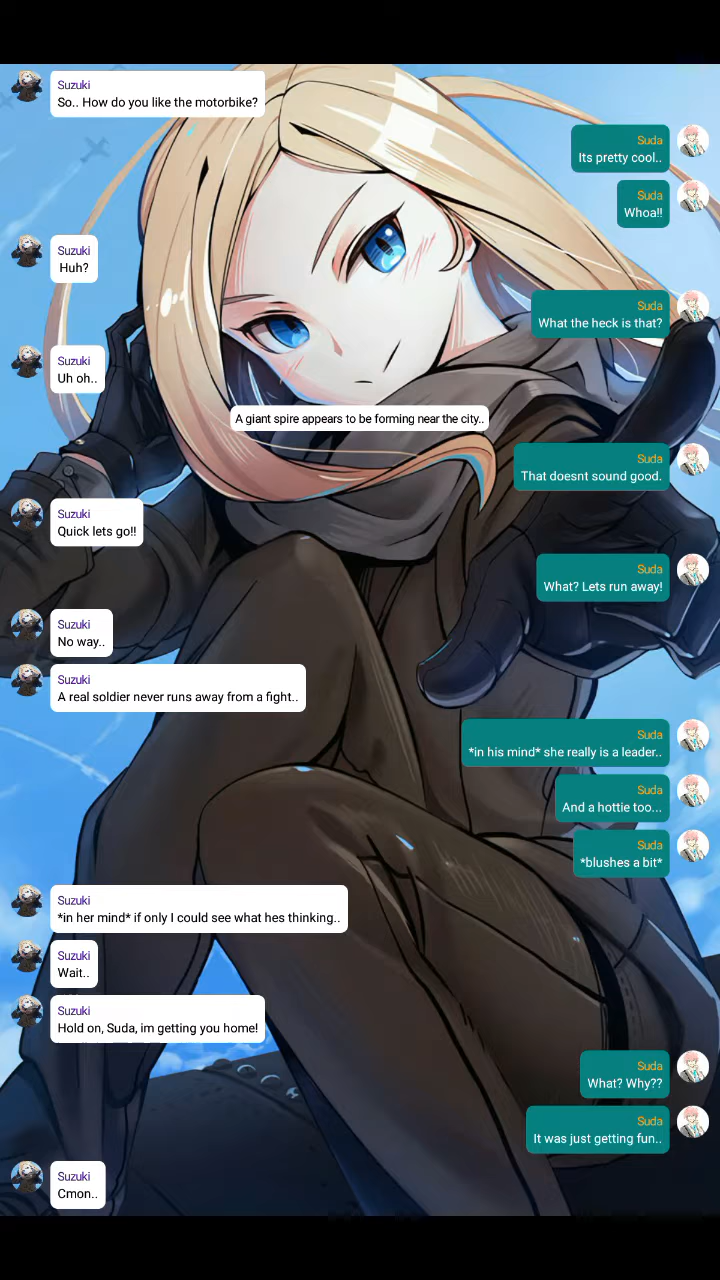 Suzuki
So.. How do you like the motorbike?
Suda
Its pretty cool..
Suda
Whoa!!
Suzuki
Huh?
Suda
What the heck is that?
Suzuki
Uh oh..
A giant spire appears to be forming near the city..
Suda
That doesnt sound good.
Suzuki
Quick lets go!!
Suda
What? Lets run away!
Suzuki
No way..
Suzuki
A real soldier never runs away from a fight..
Suda
*in his mind* she really is a leader..
Suda
And a hottie too...
Suda
*blushes a bit*
Suzuki
*in her mind* if only I could see what hes thinking..
Suzuki
Wait..
Suzuki
Hold on, Suda, im getting you home!
Suda
What? Why??
Suda
It was just getting fun..
Suzuki
Cmon..